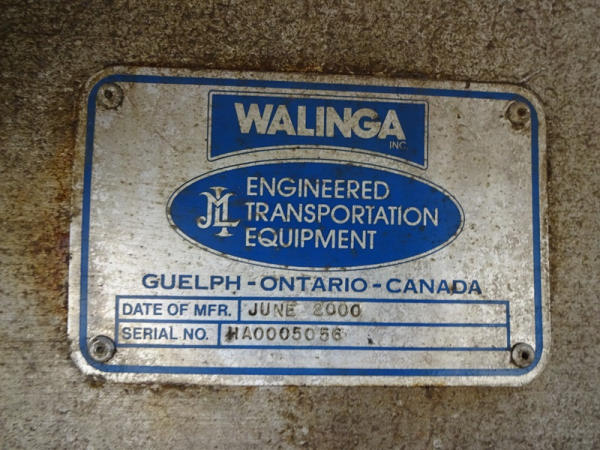 WALINGA
INC.
ENGINEERED
TRANSPORTATION
EQUIPMENT
GUELPH - ONTARIO - CANADA
DATE OF MFR. JUNE 2000
SERIAL NO. HA0005056